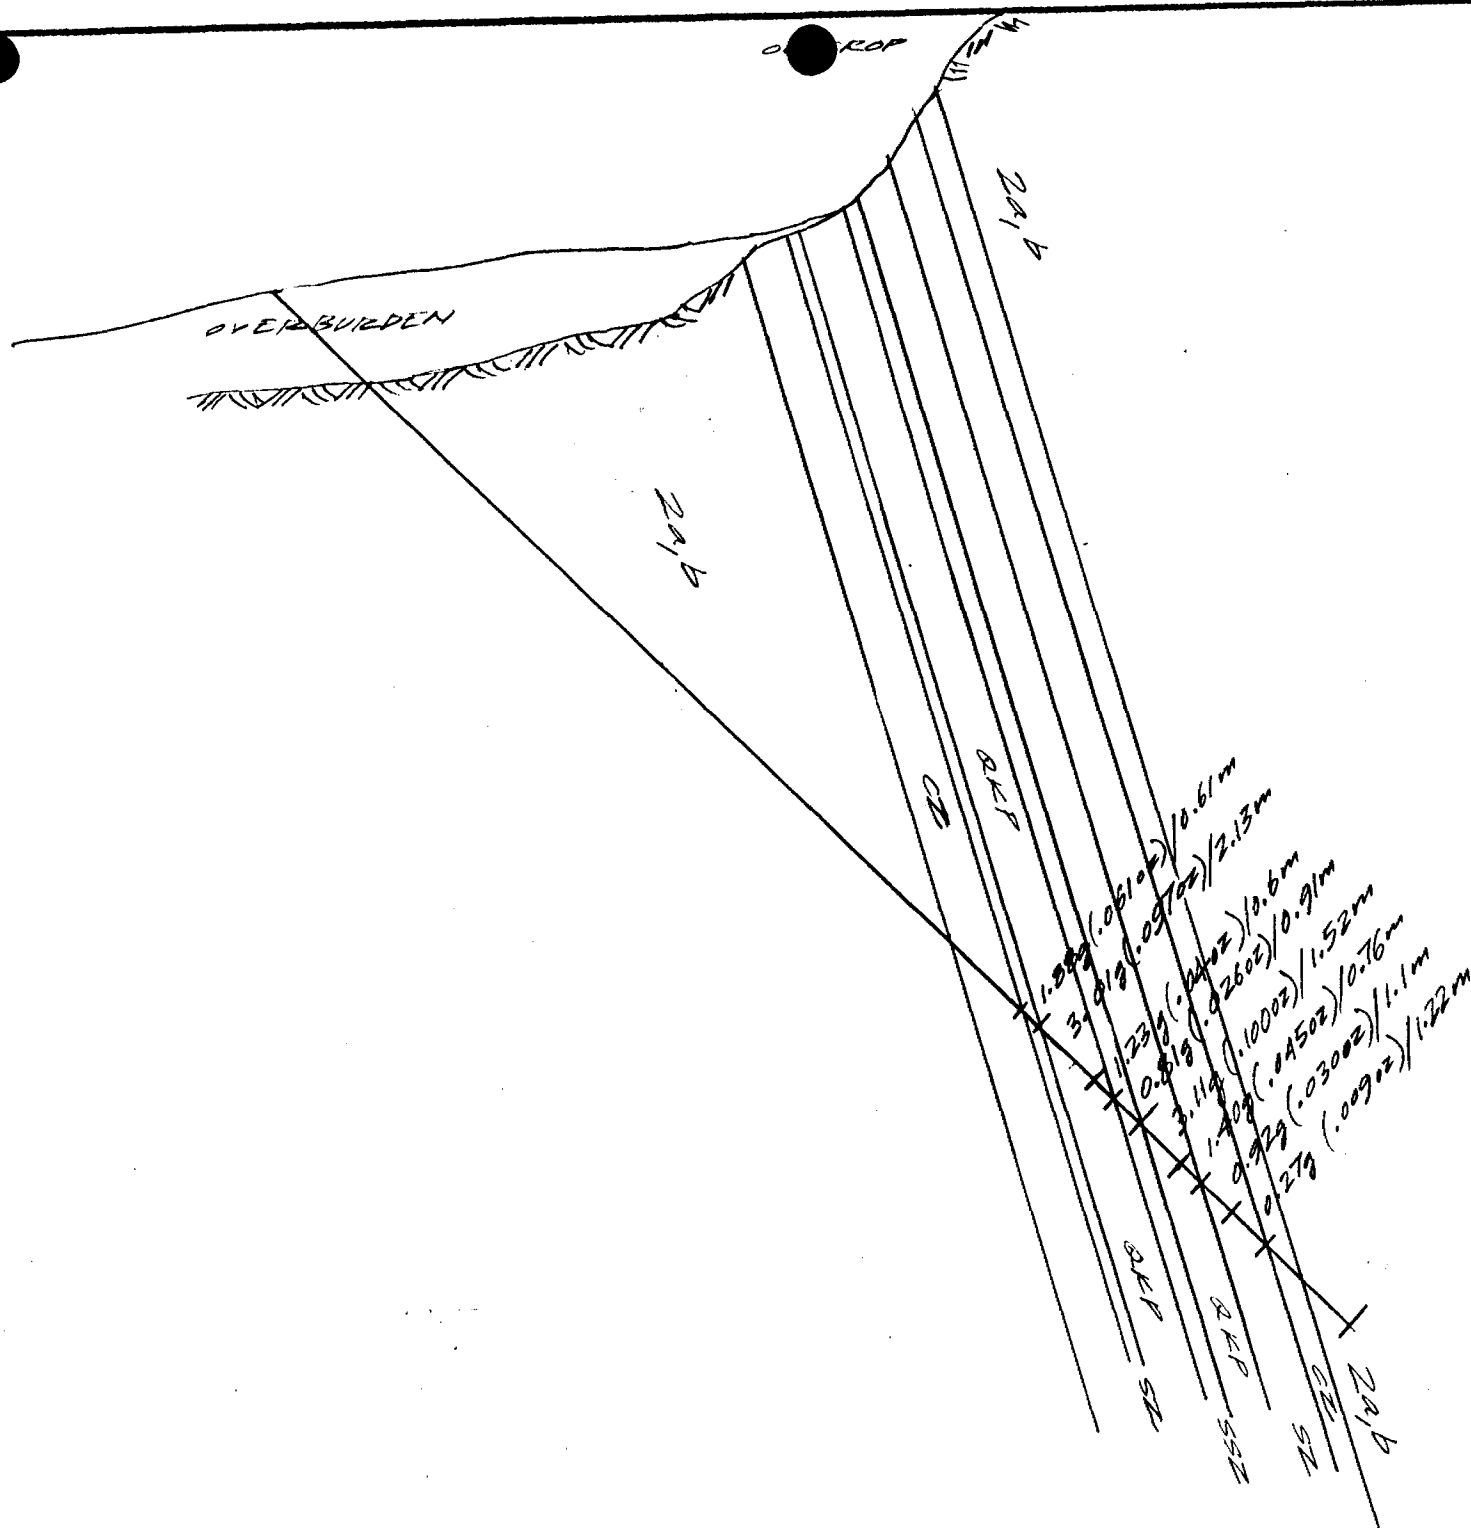 2a,b
OVERBURDEN
2a,b
CZ
QKP
1.88g(.061oz)/0.61m
3.01g(.097oz)/2.13m
1.23g(.040z)/0.6m
0.81g(.026oz)/0.91m
3.11g(.100oz)/1.52m
1.40g(.045oz)/0.76m
0.92g(.030oz)/1.1m
0.27g (.009oz)/1.22m
QKP
QKP
SZ
SSZ
SZ
CZ
2a,b